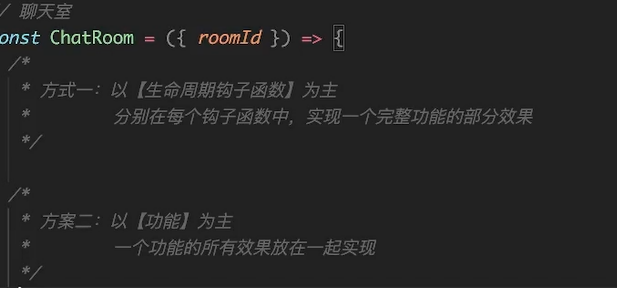 / 聊天室
onst ChatRoom = ({ roomId }) => {
/*
* 方式一：以【生命周期钩子函数】为主
* 分别在每个钩子函数中，实现一个完整功能的部分效果
*/
/*
* 方案二：以【功能】为主
* 一个功能的所有效果放在一起实现
*/